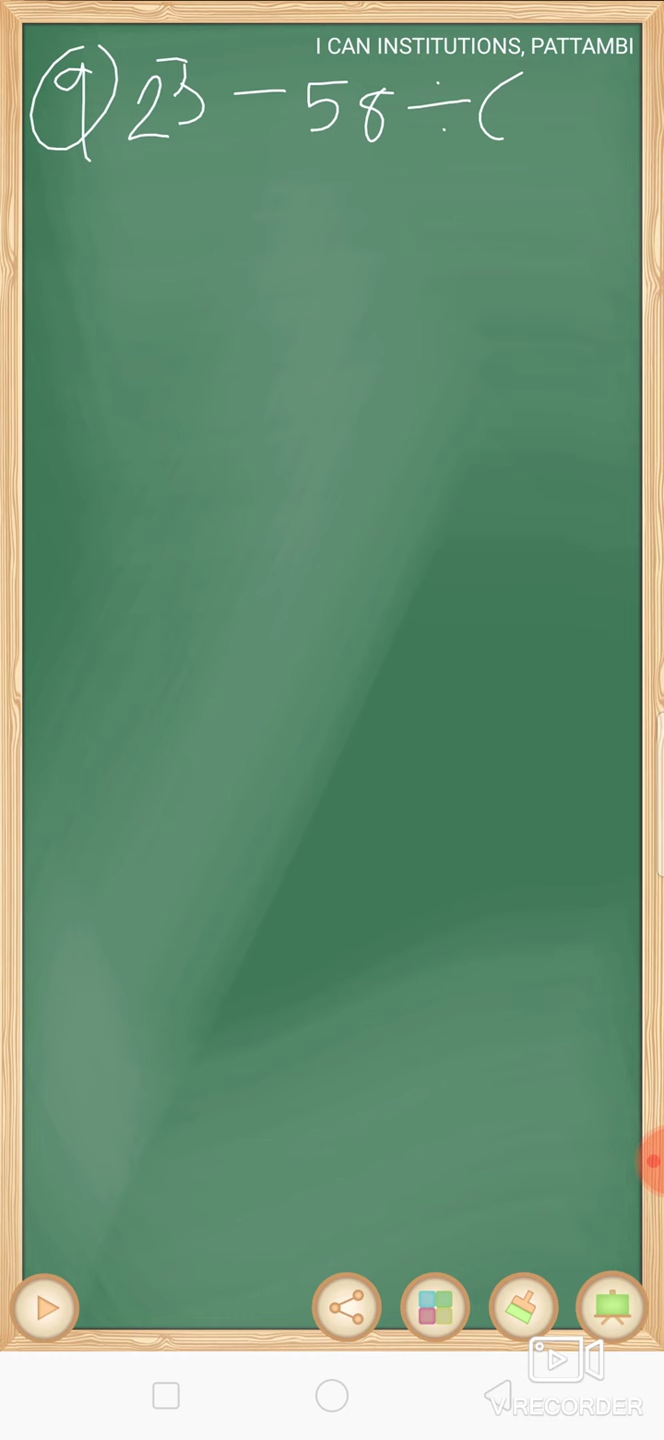 I CAN INSTITUTIONS, PATTAMBI
9) 23 - 58 ÷ (
V RECORDER